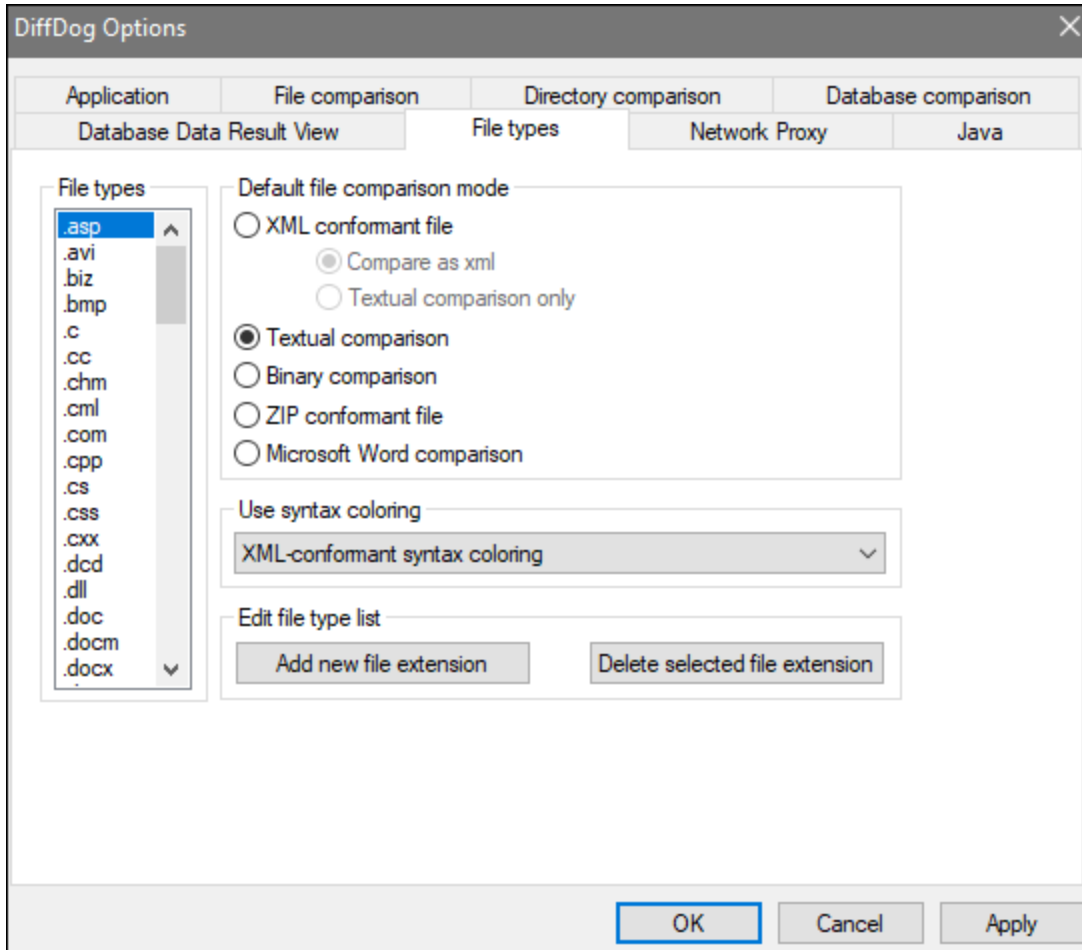 DiffDog Options
Application File comparison Directory comparison Database comparison
Database Data Result View File types Network Proxy Java
File types
.asp
.avi
.biz
.bmp
.c
.cc
.chm
.cml
.com
.cpp
.cs
.css
.cxx
.dcd
.dll
.doc
.docm
.docx
Default file comparison mode
XML conformant file
Compare as xml
Textual comparison only
Textual comparison
Binary comparison
ZIP conformant file
Microsoft Word comparison
Use syntax coloring
XML-conformant syntax coloring
Edit file type list
Add new file extension Delete selected file extension
OK Cancel Apply